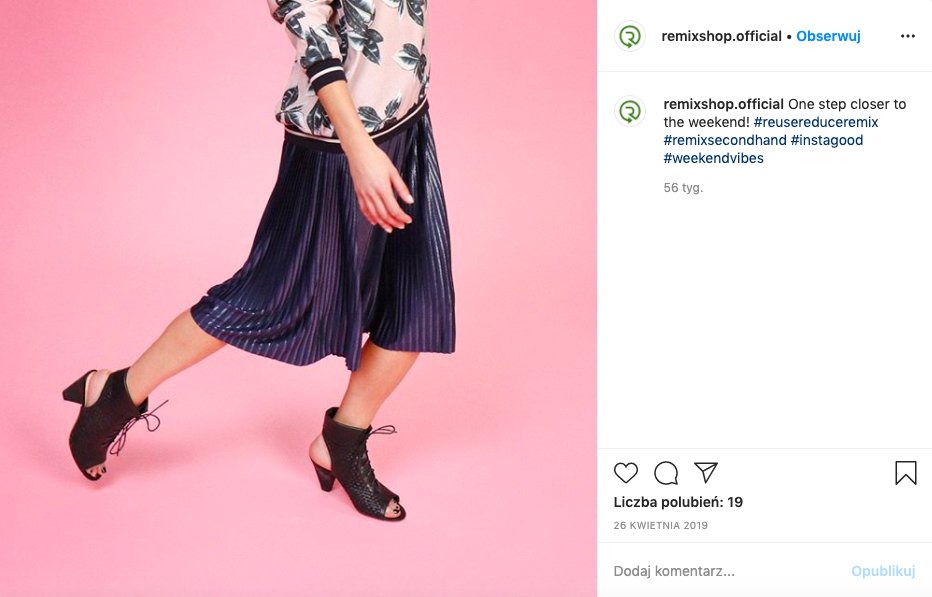 remixshop.official • Obserwuj
remixshop.official One step closer to
the weekend! #reusereduceremix
#remixsecondhand #instagood
#weekendvibes
56 tyg.
Liczba polubień: 19
26 KWIETNIA 2019
Dodaj komentarz...
Opublikuj